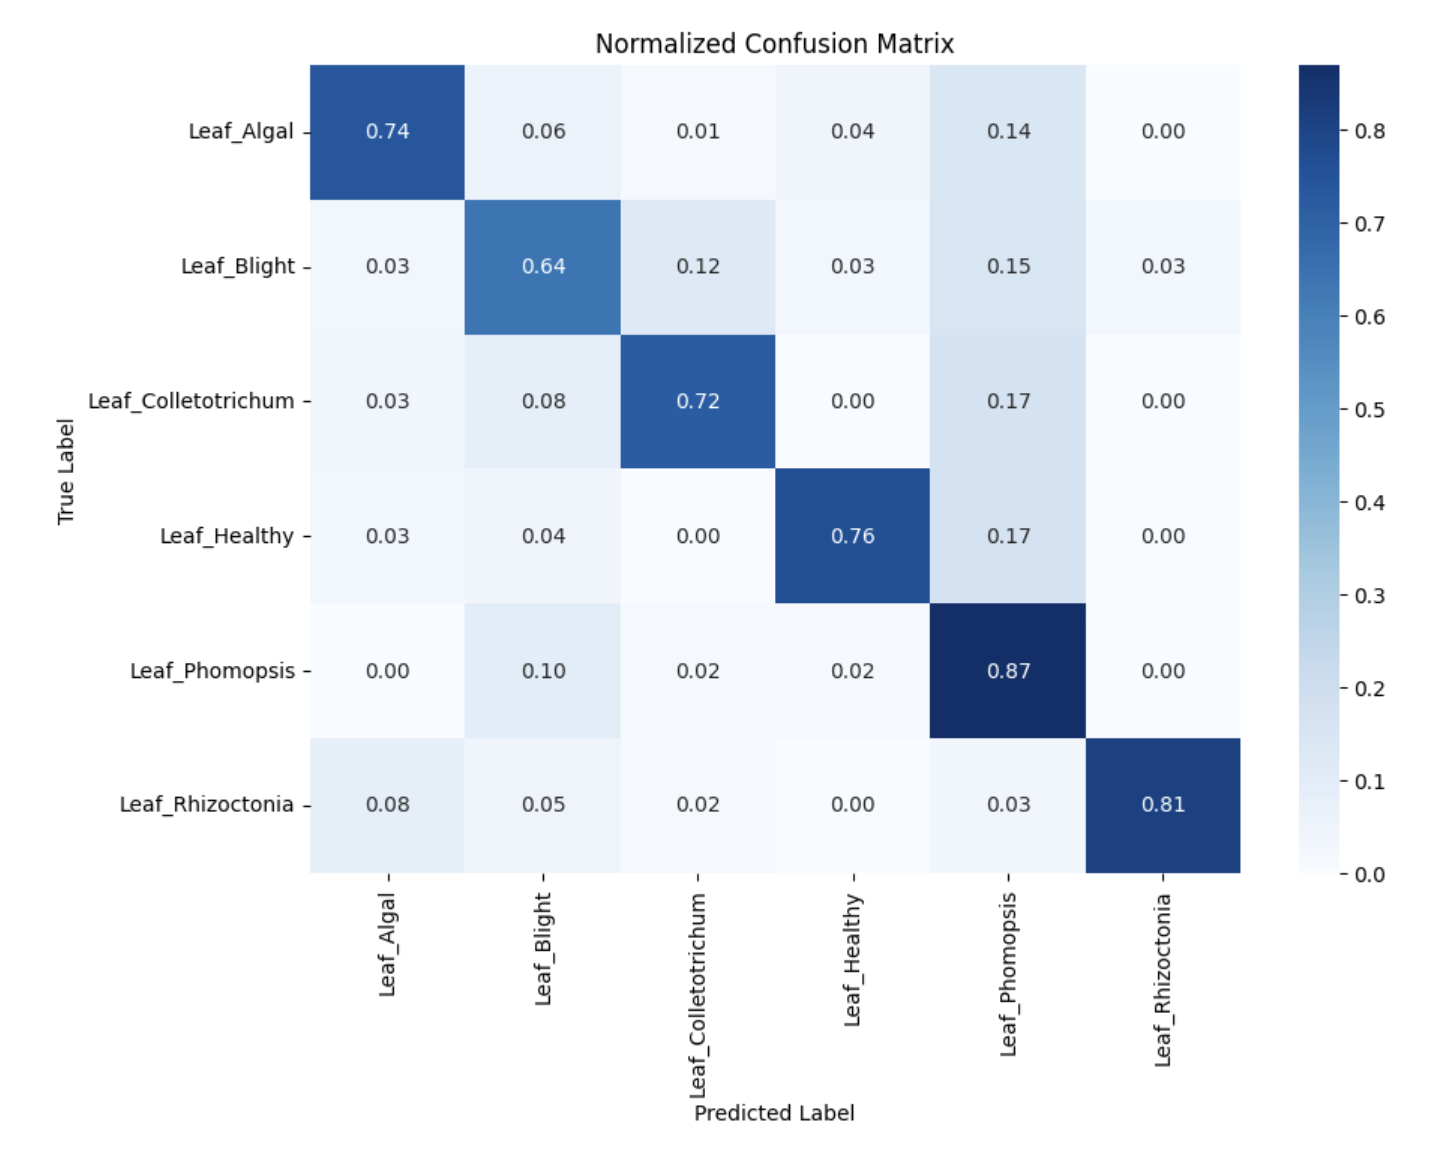 Normalized Confusion Matrix
Leaf_Algal 0.74 0.06 0.01 0.04 0.14 0.00
Leaf_Blight 0.03 0.64 0.12 0.03 0.15 0.03
Leaf_Colletotrichum 0.03 0.08 0.72 0.00 0.17 0.00
Leaf_Healthy 0.03 0.04 0.00 0.76 0.17 0.00
Leaf_Phomopsis 0.00 0.10 0.02 0.02 0.87 0.00
Leaf_Rhizoctonia 0.08 0.05 0.02 0.00 0.03 0.81
True Label
Leaf_Algal
Leaf_Blight
Leaf_Colletotrichum
Leaf_Healthy
Leaf_Phomopsis
Leaf_Rhizoctonia
Predicted Label
0.8
0.7
0.6
0.5
0.4
0.3
0.2
0.1
0.0